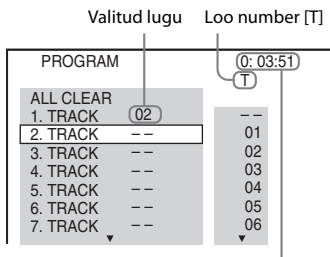 Valitud lugu Loo number [T]
PROGRAM 0: 03:51
T
ALL CLEAR
1. TRACK 02 – –
2. TRACK – – 01
3. TRACK – – 02
4. TRACK – – 03
5. TRACK – – 04
6. TRACK – – 05
7. TRACK – – 06